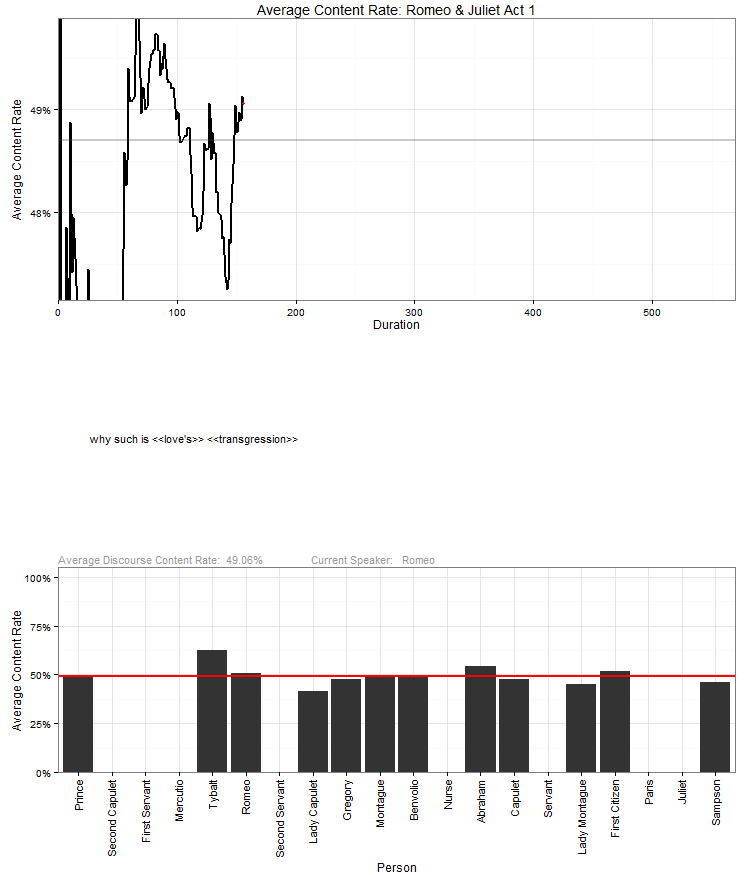 Average Content Rate: Romeo & Juliet Act 1
Average Content Rate
49%
48%
0 100 200 300 400 500
Duration
why such is <<love's>> <<transgression>>
Average Discourse Content Rate: 49.06% Current Speaker: Romeo
Average Content Rate
100%
75%
50%
25%
0%
Prince
Second Capulet
First Servant
Mercutio
Tybalt
Romeo
Second Servant
Lady Capulet
Gregory
Montague
Benvolio
Nurse
Abraham
Capulet
Servant
Lady Montague
First Citizen
Paris
Juliet
Sampson
Person